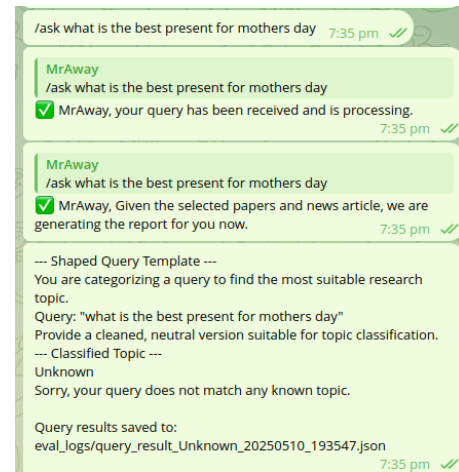 /ask what is the best present for mothers day 7:35 pm
MrAway
/ask what is the best present for mothers day
✅ MrAway, your query has been received and is processing.
7:35 pm
MrAway
/ask what is the best present for mothers day
✅ MrAway, Given the selected papers and news article, we are
generating the report for you now. 7:35 pm
--- Shaped Query Template ---
You are categorizing a query to find the most suitable research
topic.
Query: "what is the best present for mothers day"
Provide a cleaned, neutral version suitable for topic classification.
--- Classified Topic ---
Unknown
Sorry, your query does not match any known topic.
Query results saved to:
eval_logs/query_result_Unknown_20250510_193547.json
7:35 pm